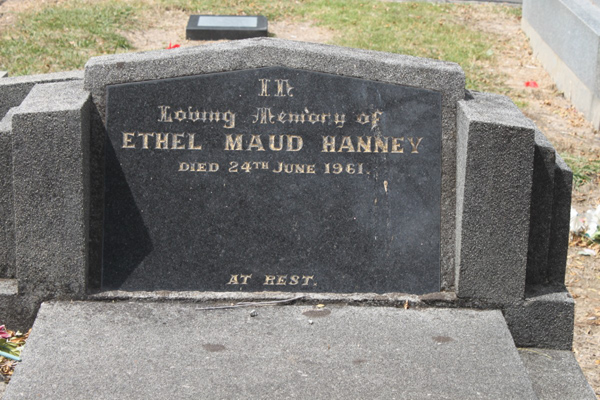 In
Loving Memory of
ETHEL MAUD HANNEY
DIED 24TH JUNE 1961.
AT REST.